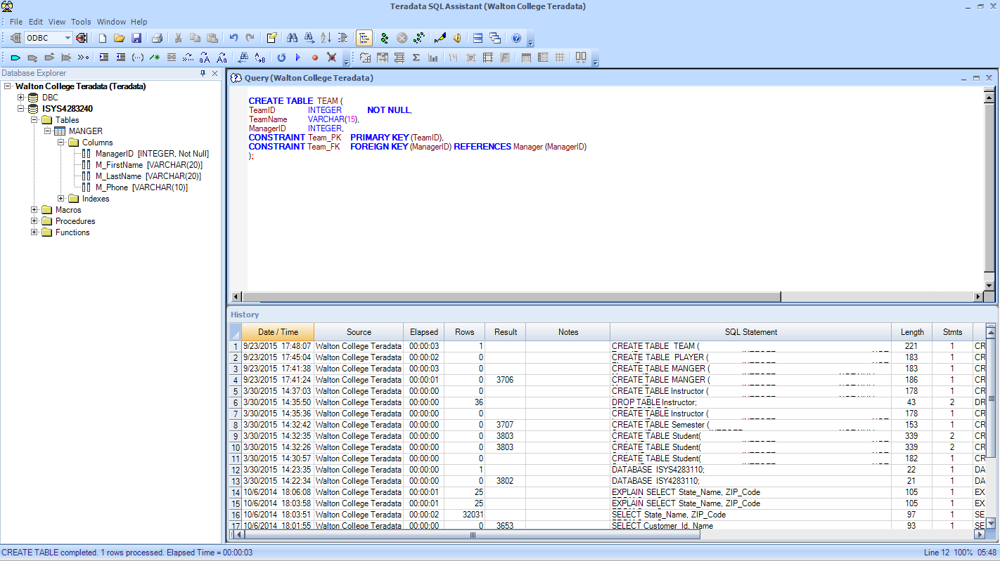 Teradata SQL Assistant (Walton College Teradata)
File Edit View Tools Window Help
ODBC
Database Explorer
Walton College Teradata (Teradata)
DBC
ISYS4283240
Tables
MANGER
Columns
ManagerID [INTEGER, Not Null]
M_FirstName [VARCHAR(20)]
M_LastName [VARCHAR(20)]
M_Phone [VARCHAR(10)]
Indexes
Macros
Procedures
Functions
Query (Walton College Teradata)
CREATE TABLE TEAM (
TeamID INTEGER NOT NULL,
TeamName VARCHAR(15),
ManagerID INTEGER,
CONSTRAINT Team_PK PRIMARY KEY (TeamID),
CONSTRAINT Team_FK FOREIGN KEY (ManagerID) REFERENCES Manager (ManagerID)
);
History
Date / Time Source Elapsed Rows Result Notes SQL Statement Length Stmts
1 9/23/2015 17:48:07 Walton College Teradata 00:00:03 1 CREATE TABLE TEAM ( 221 1 CR
2 9/23/2015 17:45:04 Walton College Teradata 00:00:02 0 CREATE TABLE PLAYER ( 183 1 CR
3 9/23/2015 17:41:38 Walton College Teradata 00:00:03 0 CREATE TABLE MANGER ( 183 1 CR
4 9/23/2015 17:41:24 Walton College Teradata 00:00:01 0 3706 CREATE TABLE MANGER ( 186 1 CR
5 3/30/2015 14:37:03 Walton College Teradata 00:00:00 0 CREATE TABLE Instructor ( 178 1 CR
6 3/30/2015 14:35:50 Walton College Teradata 00:00:00 36 DROP TABLE Instructor; 43 2 DR
7 3/30/2015 14:35:36 Walton College Teradata 00:00:00 0 CREATE TABLE Instructor ( 178 1 CR
8 3/30/2015 14:32:42 Walton College Teradata 00:00:00 0 3707 CREATE TABLE Semester ( 153 1 CR
9 3/30/2015 14:32:35 Walton College Teradata 00:00:00 0 3803 CREATE TABLE Student( 339 2 CR
10 3/30/2015 14:32:26 Walton College Teradata 00:00:00 0 3803 CREATE TABLE Student( 339 2 CR
11 3/30/2015 14:30:57 Walton College Teradata 00:00:00 0 CREATE TABLE Student( 182 1 CR
12 3/30/2015 14:23:35 Walton College Teradata 00:00:00 1 DATABASE ISYS4283110; 22 1 DA
13 3/30/2015 14:22:34 Walton College Teradata 00:00:00 0 3802 DATABASE ISY4283110; 21 1 DA
14 10/6/2014 18:06:08 Walton College Teradata 00:00:01 25 EXPLAIN SELECT State_Name, ZIP_Code 105 1 EX
15 10/6/2014 18:03:58 Walton College Teradata 00:00:01 25 EXPLAIN SELECT State_Name, ZIP_Code 105 1 EX
16 10/6/2014 18:03:51 Walton College Teradata 00:00:02 32031 SELECT State_Name, ZIP_Code 97 1 SE
17 10/6/2014 18:01:55 Walton College Teradata 00:00:00 0 3653 SELECT Customer_Id, Name 93 1 SE
CREATE TABLE completed. 1 rows processed. Elapsed Time = 00:00:03 Line 12 100% 05:48